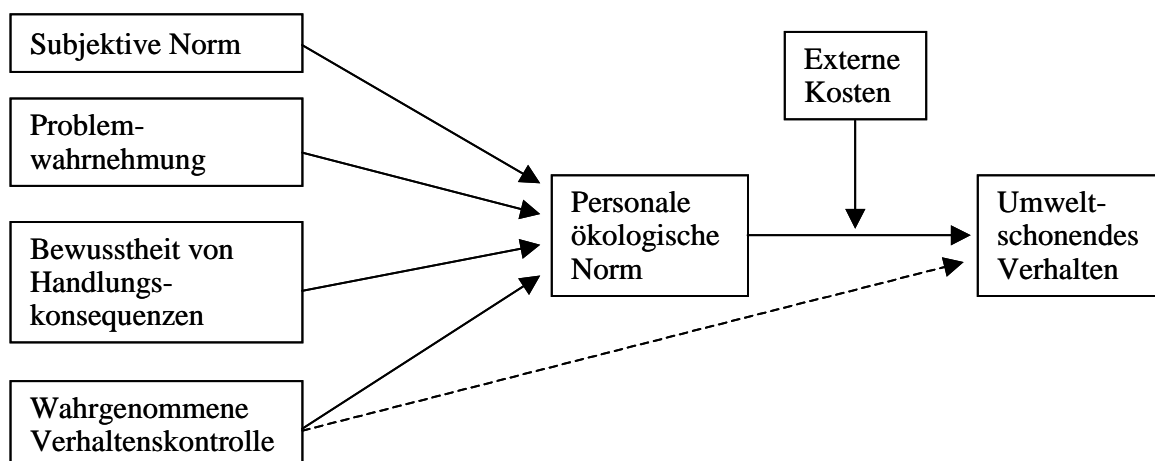 Subjektive Norm
Problem-
wahrnehmung
Bewusstheit von
Handlungs-
konsequenzen
Wahrgenommene
Verhaltenskontrolle
Personale
ökologische
Norm
Externe
Kosten
Umwelt-
schonendes
Verhalten